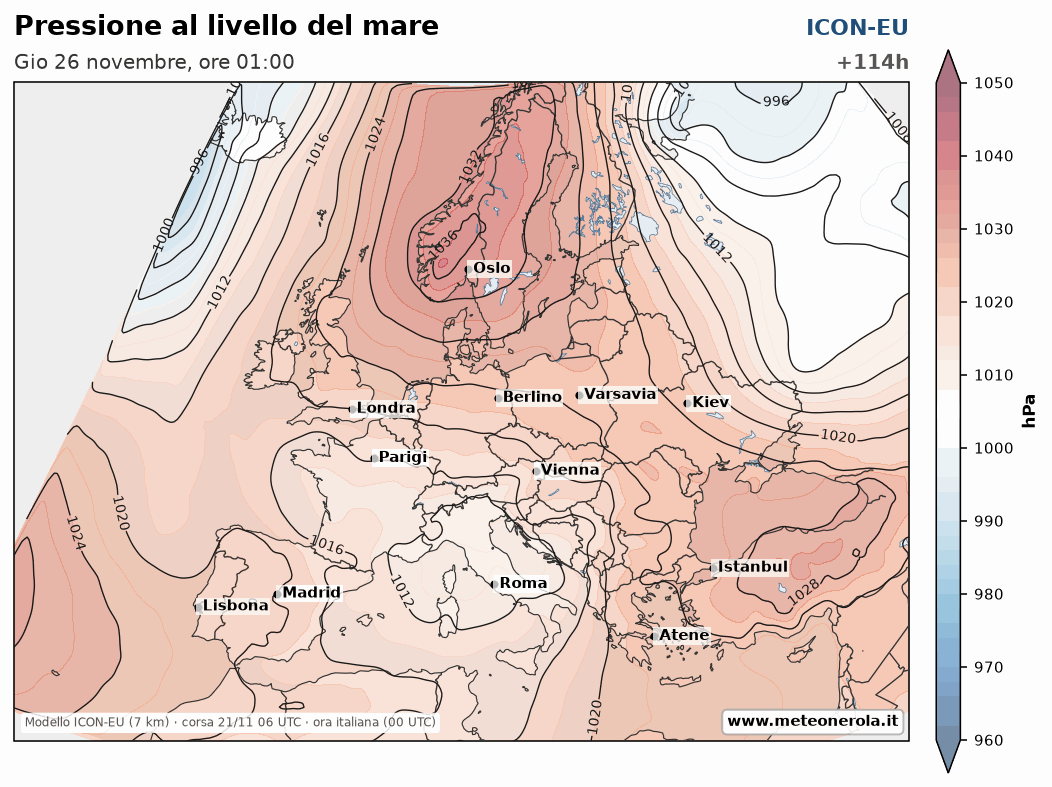 Pressione al livello del mare
ICON-EU
Gio 26 novembre, ore 01:00
+114h
996
1016
1024
1032
996
1000
1012
1036
Oslo
1012
1050
1040
1030
1020
1010
1000
990
980
970
960
hPa
Londra
Berlino
Varsavia
Kiev
1020
Parigi
Vienna
1020
1024
1016
1012
Roma
Istanbul
1028
Madrid
Lisbona
Atene
1020
Modello ICON-EU (7 km) · corsa 21/11 06 UTC · ora italiana (00 UTC)
www.meteonerola.it